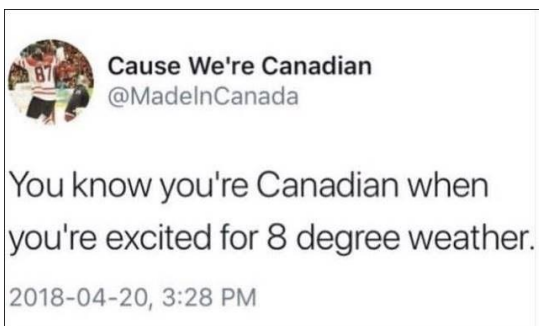 87
Cause We're Canadian
@MadeInCanada
You know you're Canadian when
you're excited for 8 degree weather.
2018-04-20, 3:28 PM